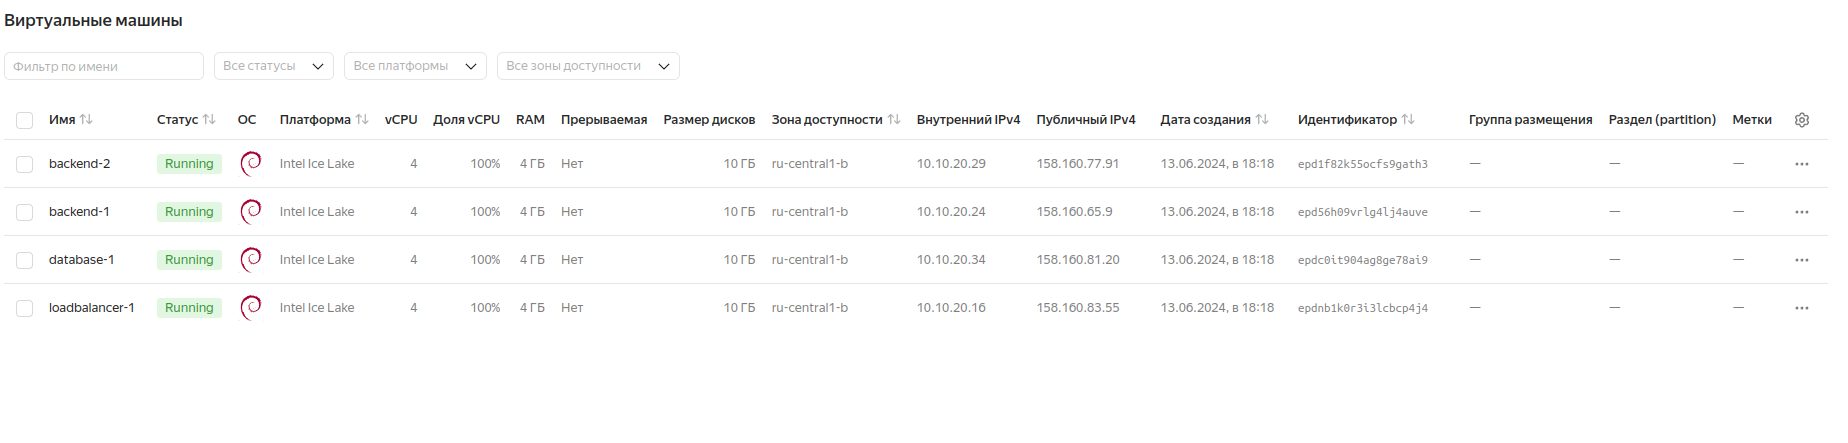 Виртуальные машины
Фильтр по имени Все статусы Все платформы Все зоны доступности
Имя Статус ОС Платформа vCPU Доля vCPU RAM Прерываемая Размер дисков Зона доступности Внутренний IPv4 Публичный IPv4 Дата создания Идентификатор Группа размещения Раздел (partition) Метки
backend-2 Running Intel Ice Lake 4 100% 4 ГБ Нет 10 ГБ ru-central1-b 10.10.20.29 158.160.77.91 13.06.2024, в 18:18 epd1f82k55ocfs9gath3 — — —
backend-1 Running Intel Ice Lake 4 100% 4 ГБ Нет 10 ГБ ru-central1-b 10.10.20.24 158.160.65.9 13.06.2024, в 18:18 epd56h09vrlg4lj4auve — — —
database-1 Running Intel Ice Lake 4 100% 4 ГБ Нет 10 ГБ ru-central1-b 10.10.20.34 158.160.81.20 13.06.2024, в 18:18 epdc0it904ag8ge78ai9 — — —
loadbalancer-1 Running Intel Ice Lake 4 100% 4 ГБ Нет 10 ГБ ru-central1-b 10.10.20.16 158.160.83.55 13.06.2024, в 18:18 epdnb1k0r3i3lcbcp4j4 — — —